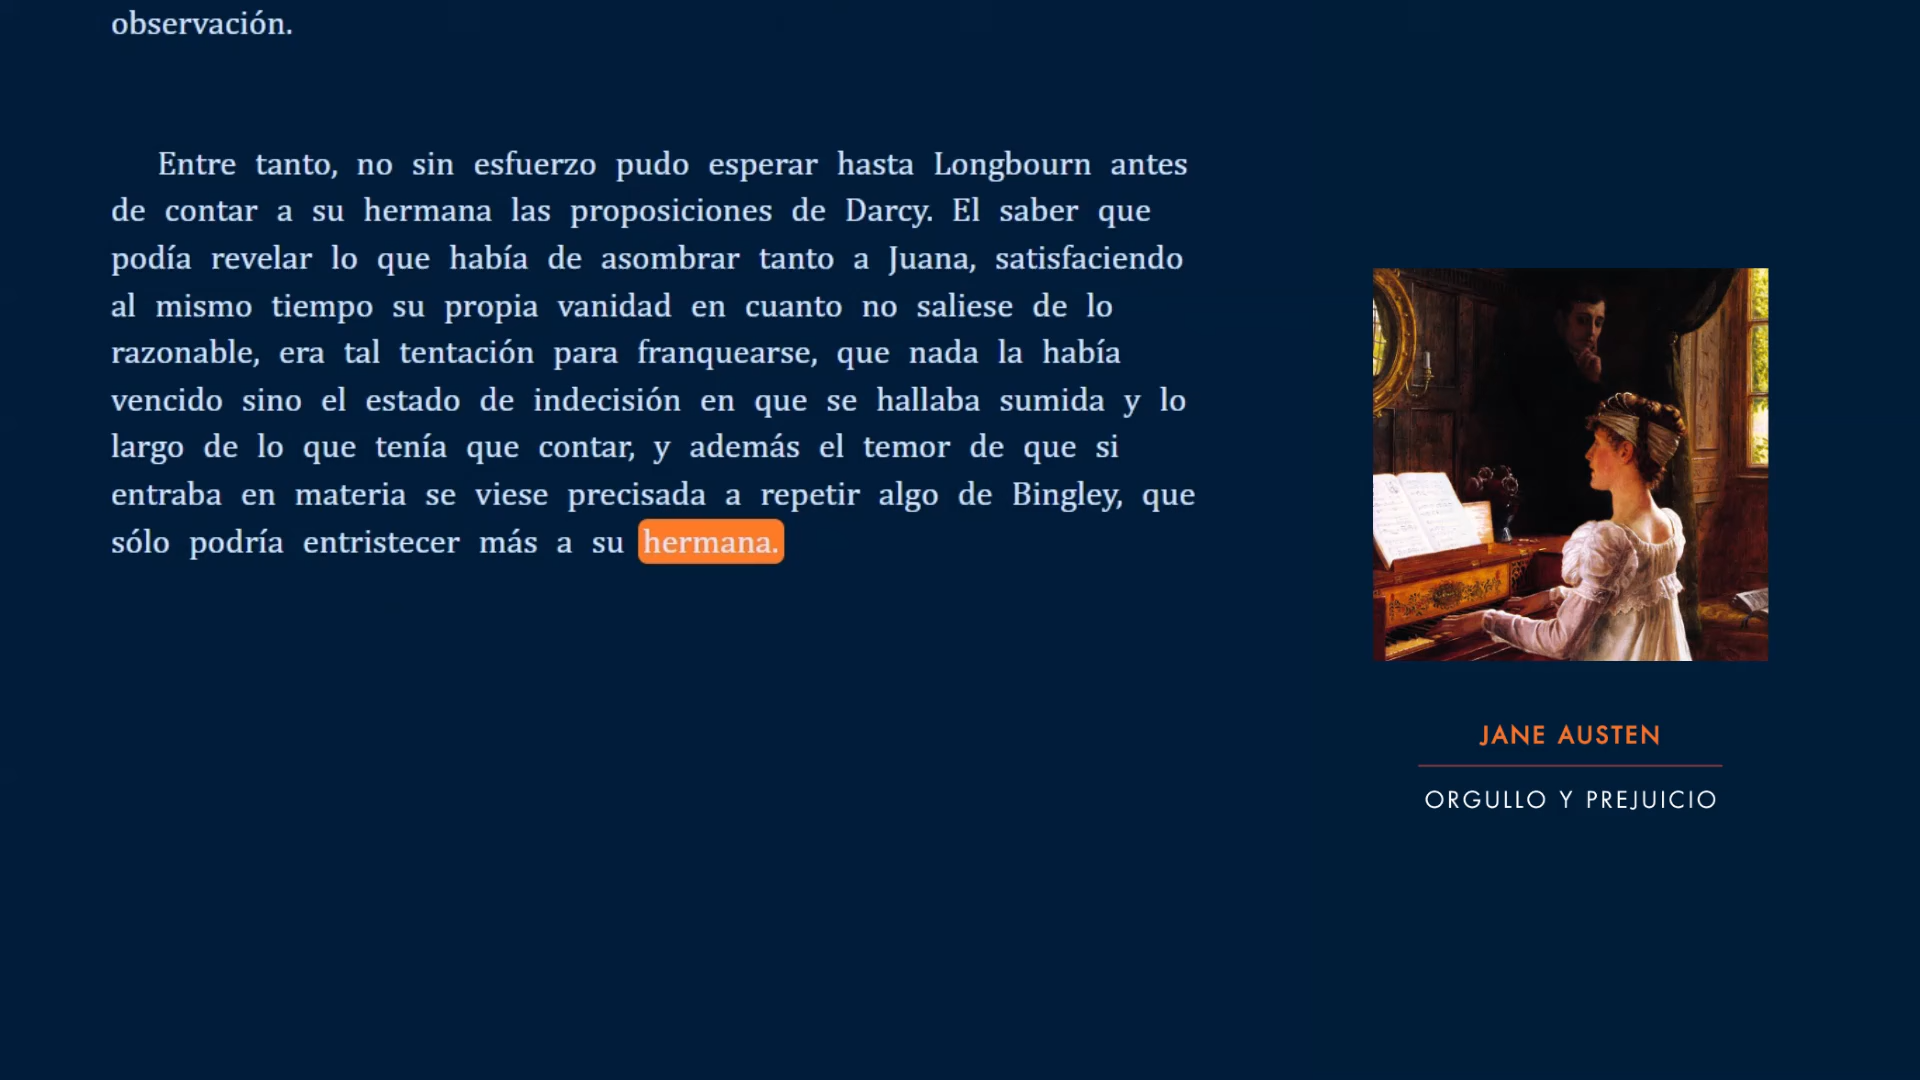 observación.
Entre tanto, no sin esfuerzo pudo esperar hasta Longbourn antes
de contar a su hermana las proposiciones de Darcy. El saber que
podía revelar lo que había de asombrar tanto a Juana, satisfaciendo
al mismo tiempo su propia vanidad en cuanto no saliese de lo
razonable, era tal tentación para franquearse, que nada la había
vencido sino el estado de indecisión en que se hallaba sumida y lo
largo de lo que tenía que contar, y además el temor de que si
entraba en materia se viese precisada a repetir algo de Bingley, que
sólo podría entristecer más a su hermana.
JANE AUSTEN
ORGULLO Y PREJUICIO